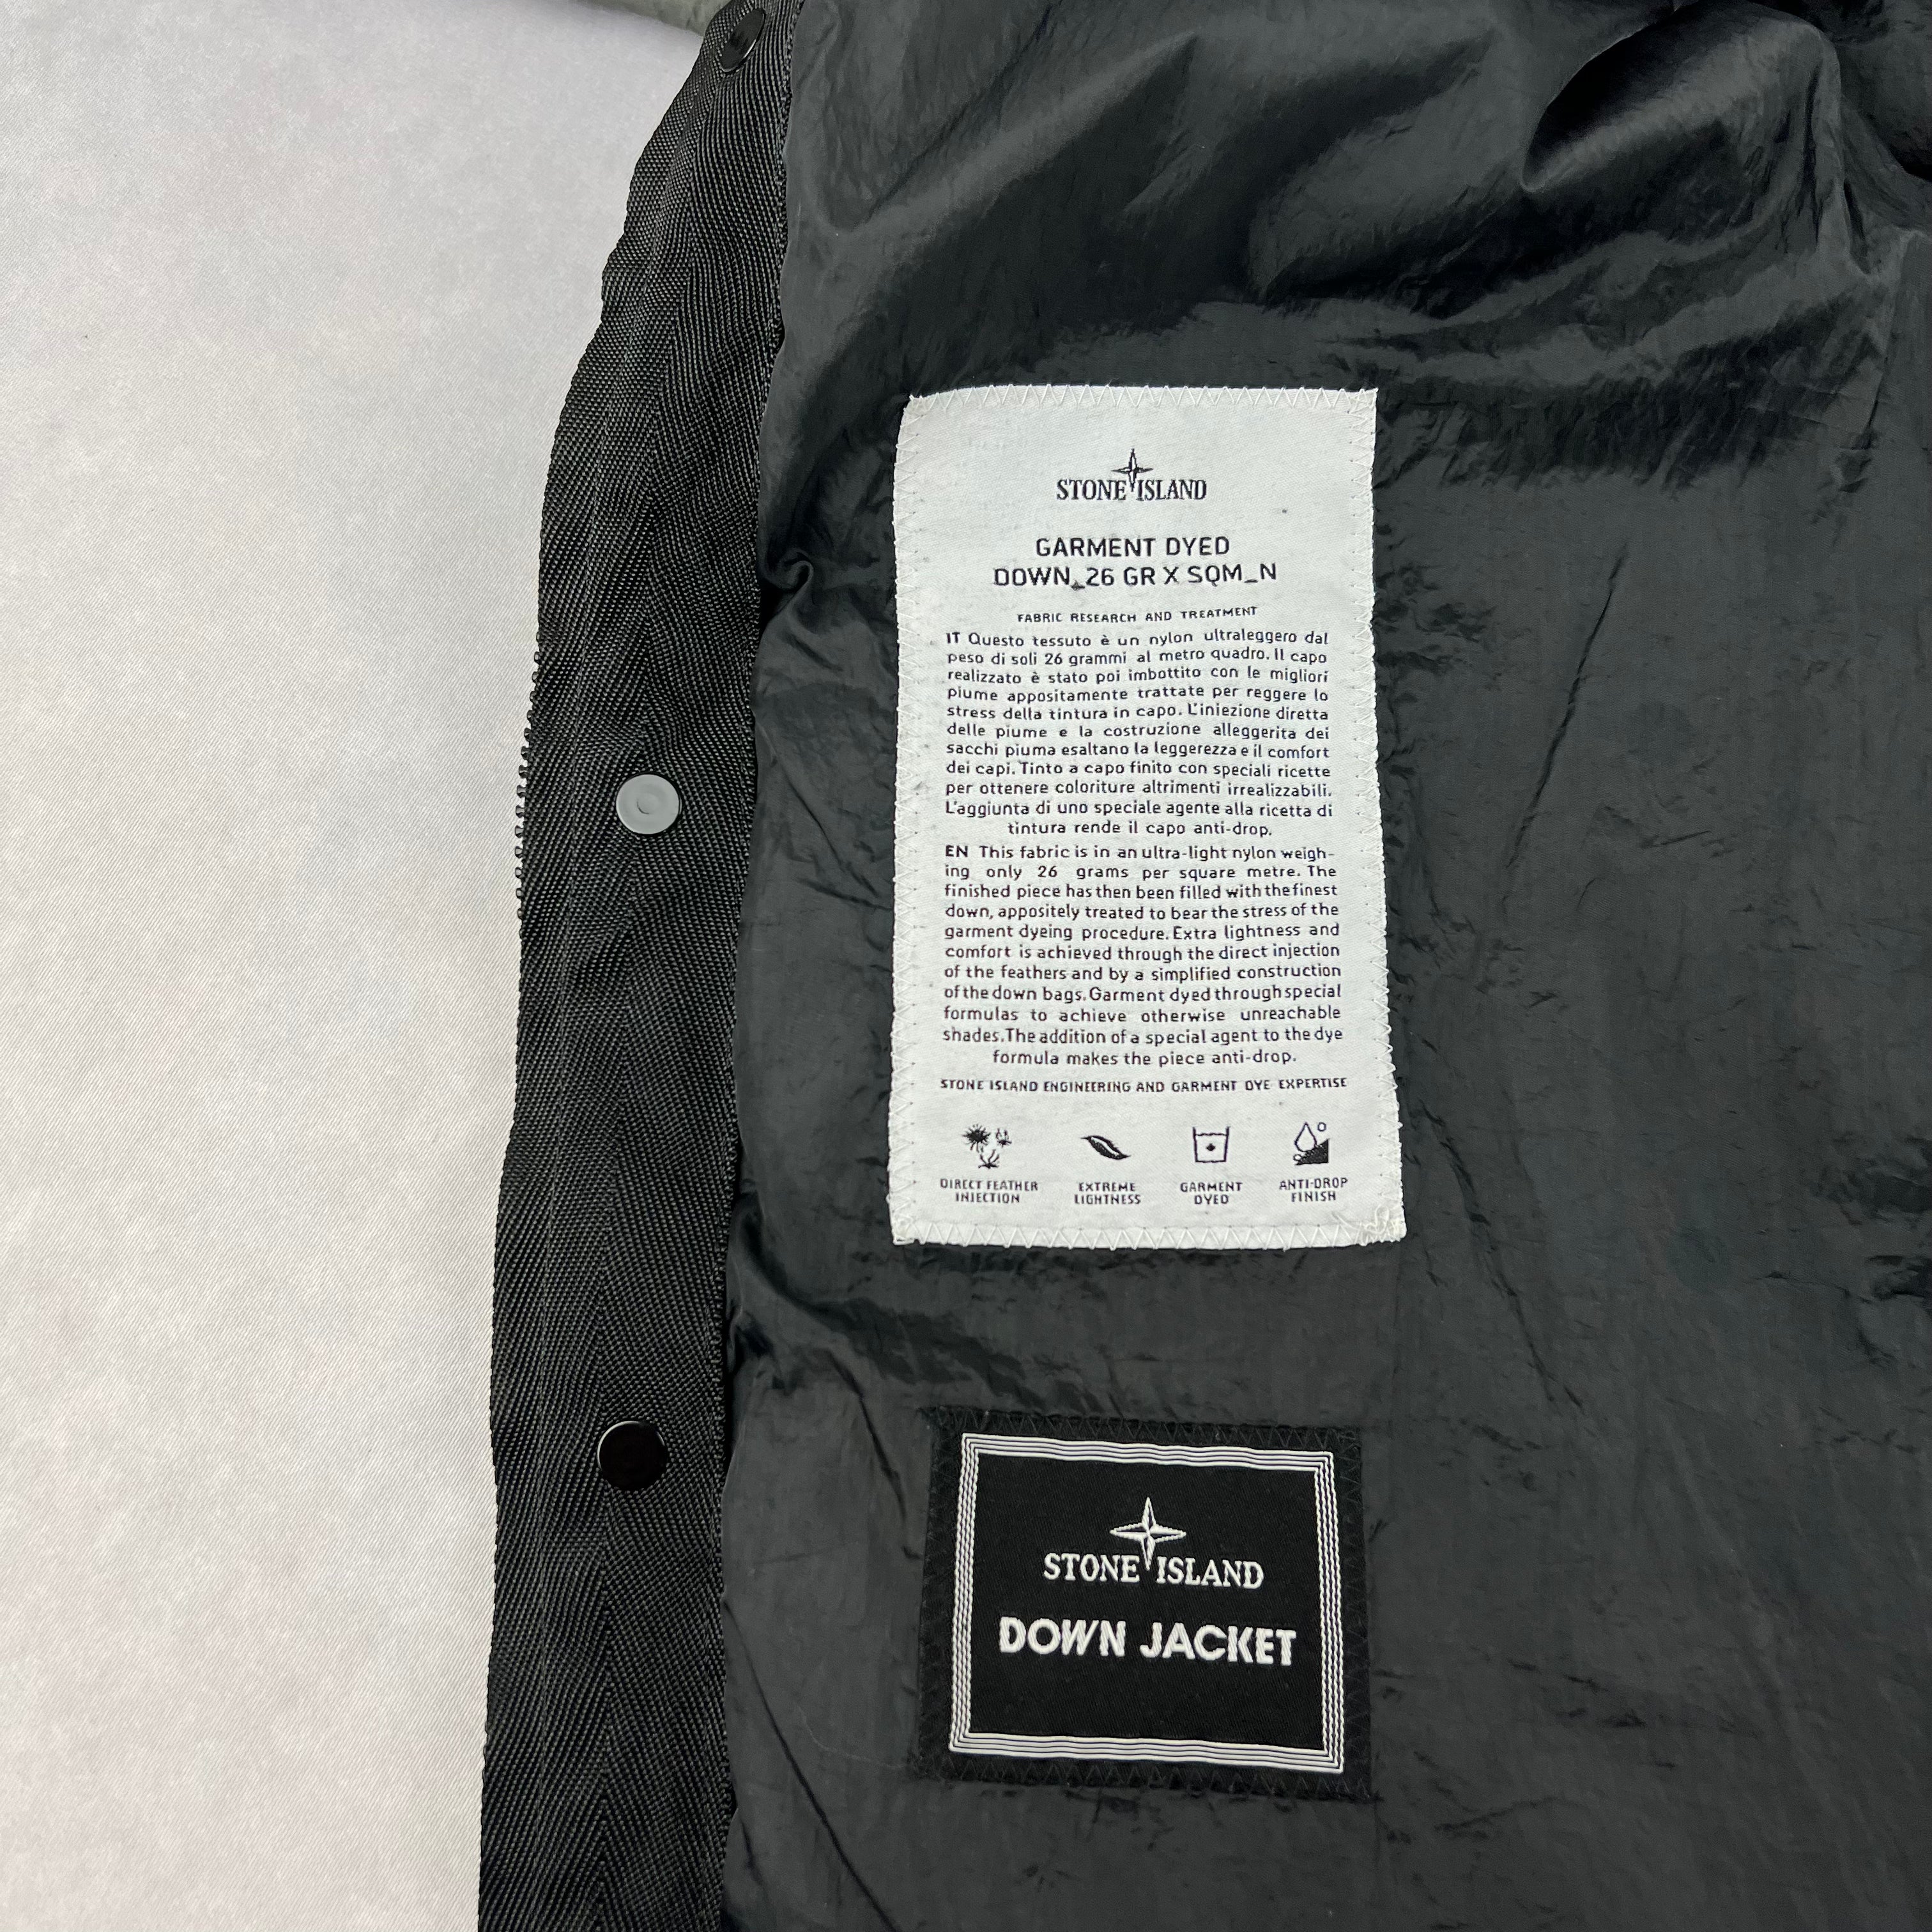 STONE ISLAND
GARMENT DYED
DOWN_26 GR X SQM_N
FABRIC RESEARCH AND TREATMENT
IT Questo tessuto è un nylon ultraleggero dal
peso di soli 26 grammi al metro quadro. Il capo
realizzato è stato poi imbottito con le migliori
piume appositamente trattate per reggere lo
stress della tintura in capo. L'iniezione diretta
delle piume e la costruzione alleggerita dei
sacchi piuma esaltano la leggerezza e il comfort
dei capi. Tinto a capo finito con speciali ricette
per ottenere coloriture altrimenti irrealizzabili.
L'aggiunta di uno speciale agente alla ricetta di
tintura rende il capo anti-drop.
EN This fabric is in an ultra-light nylon weigh-
ing only 26 grams per square metre. The
finished piece has then been filled with the finest
down, appositely treated to bear the stress of the
garment dyeing procedure. Extra lightness and
comfort is achieved through the direct injection
of the feathers and by a simplified construction
of the down bags. Garment dyed through special
formulas to achieve otherwise unreachable
shades. The addition of a special agent to the dye
formula makes the piece anti-drop.
STONE ISLAND ENGINEERING AND GARMENT DYE EXPERTISE
DIRECT FEATHER INJECTION
EXTREME LIGHTNESS
GARMENT DYED
ANTI-DROP FINISH
STONE ISLAND
DOWN JACKET